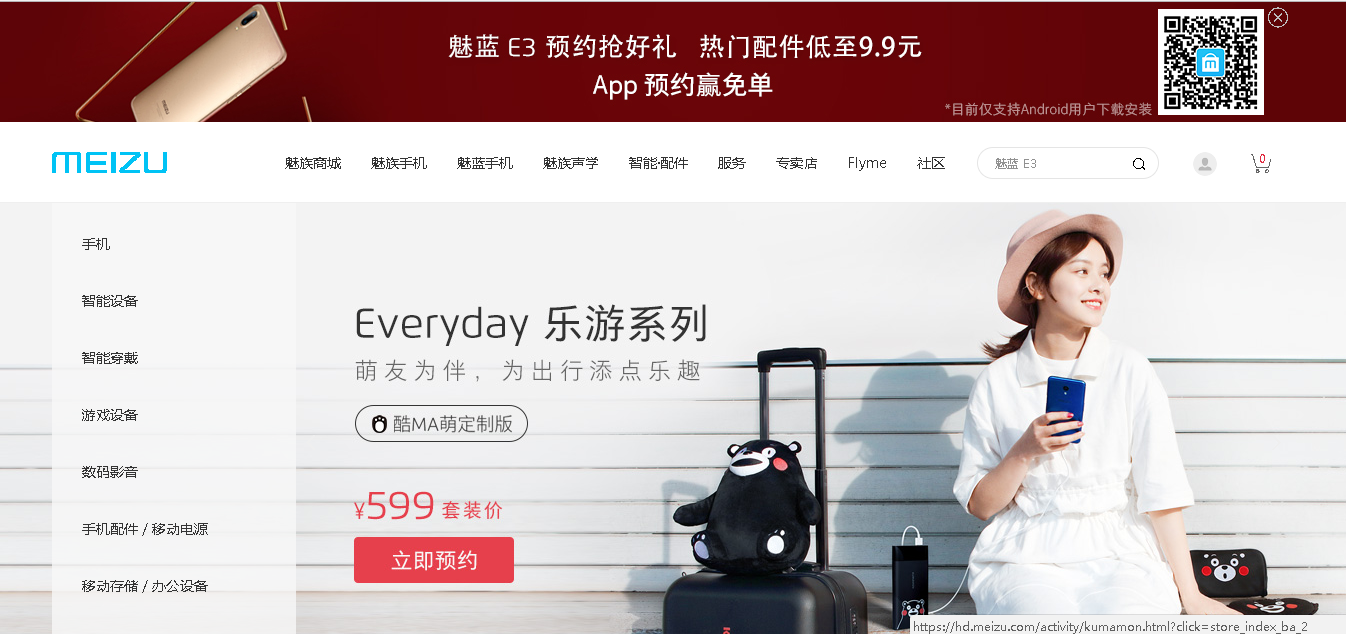 魅蓝 E3 预约抢好礼 热门配件低至9.9元
App 预约赢免单
*目前仅支持Android用户下载安装
MEIZU
MEIZU 魅族商城 魅族手机 魅蓝手机 魅族声学 智能·配件 服务 专卖店 Flyme 社区 魅蓝 E3 0
手机
智能设备
智能穿戴
游戏设备
数码影音
手机配件 / 移动电源
移动存储 / 办公设备
Everyday 乐游系列
萌友为伴，为出行添点乐趣
酷MA萌定制版
¥599 套装价
立即预约
https://hd.meizu.com/activity/kumamon.html?click=store_index_ba_2